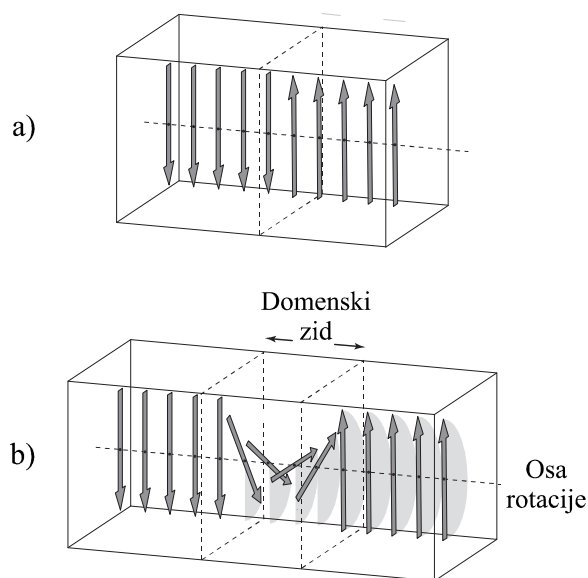 a)
Domenski
zid
b)
Osa
rotacije